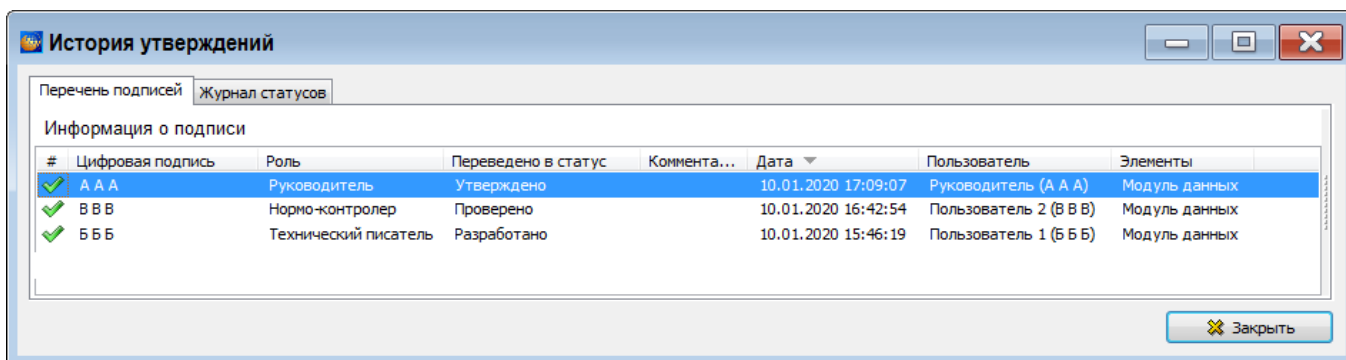 История утверждений
Перечень подписей Журнал статусов
Информация о подписи
# Цифровая подпись Роль Переведено в статус Коммента... Дата Пользователь Элементы
А А А Руководитель Утверждено 10.01.2020 17:09:07 Руководитель (А А А) Модуль данных
В В В Нормо-контролер Проверено 10.01.2020 16:42:54 Пользователь 2 (В В В) Модуль данных
Б Б Б Технический писатель Разработано 10.01.2020 15:46:19 Пользователь 1 (Б Б Б) Модуль данных
Закрыть